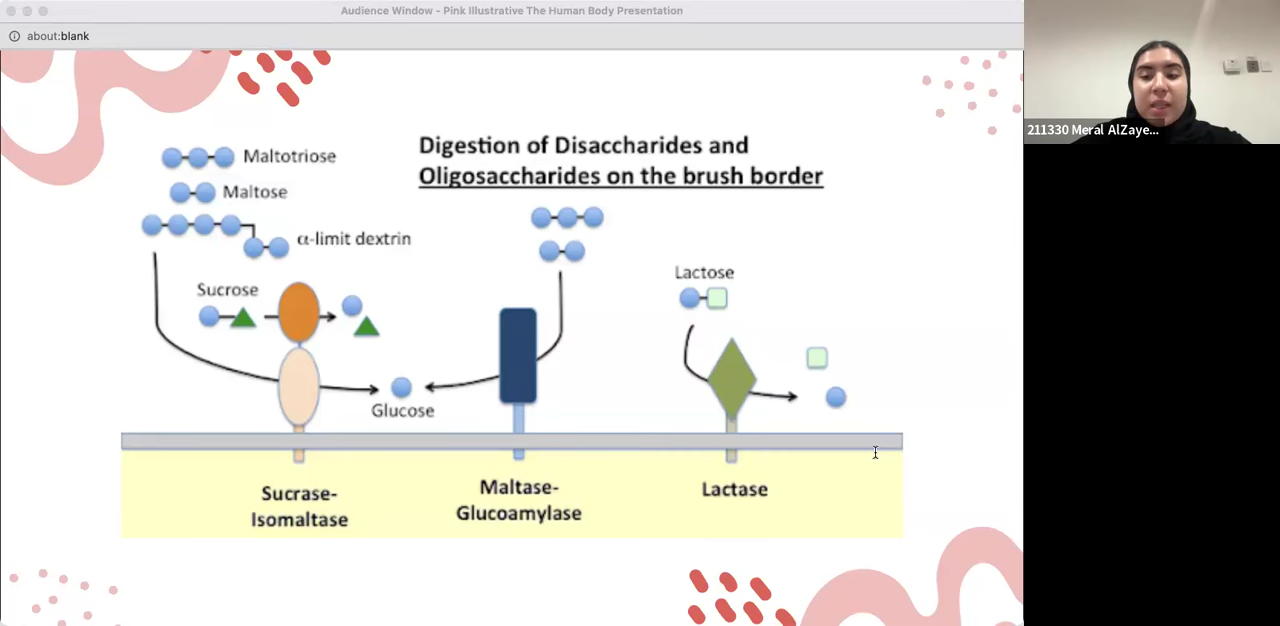 Audience Window - Pink Illustrative The Human Body Presentation
about:blank
211330 Meral AlZaye...
Digestion of Disaccharides and
Oligosaccharides on the brush border
Maltotriose
Maltose
α-limit dextrin
Sucrose
Lactose
Glucose
Sucrase-
Isomaltase
Maltase-
Glucoamylase
Lactase